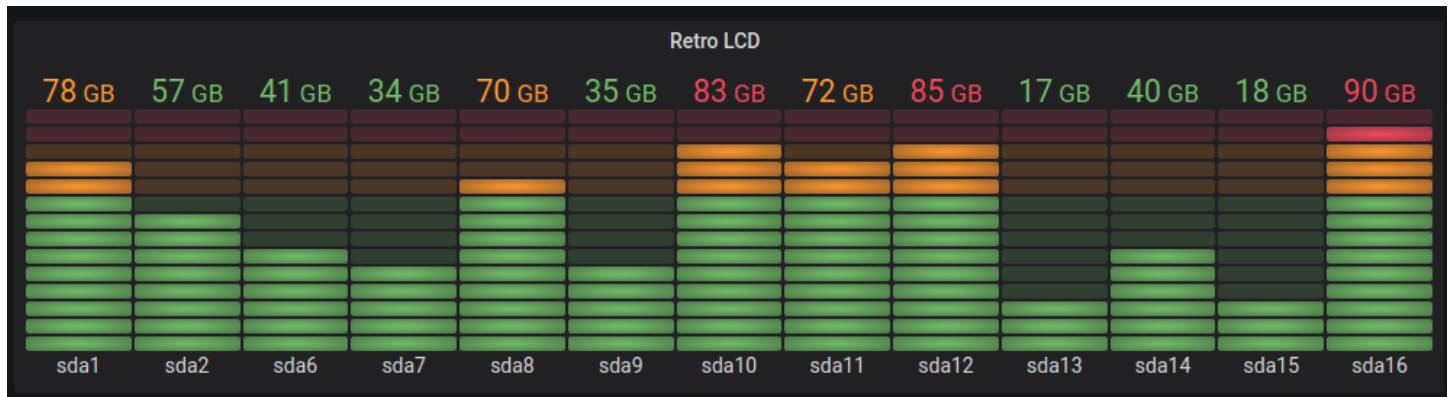 Retro LCD
78 GB 57 GB 41 GB 34 GB 70 GB 35 GB 83 GB 72 GB 85 GB 17 GB 40 GB 18 GB 90 GB
sda1 sda2 sda6 sda7 sda8 sda9 sda10 sda11 sda12 sda13 sda14 sda15 sda16